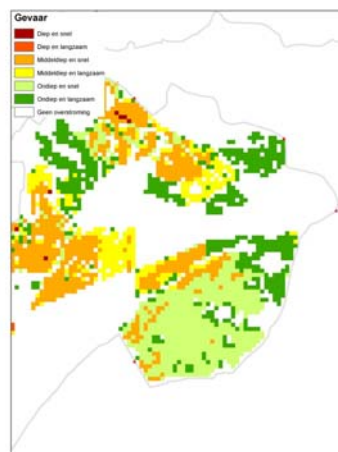 Gevaar
Diep en snel
Diep en langzaam
Middeldiep en snel
Middeldiep en langzaam
Ondiep en snel
Ondiep en langzaam
Geen overstroming